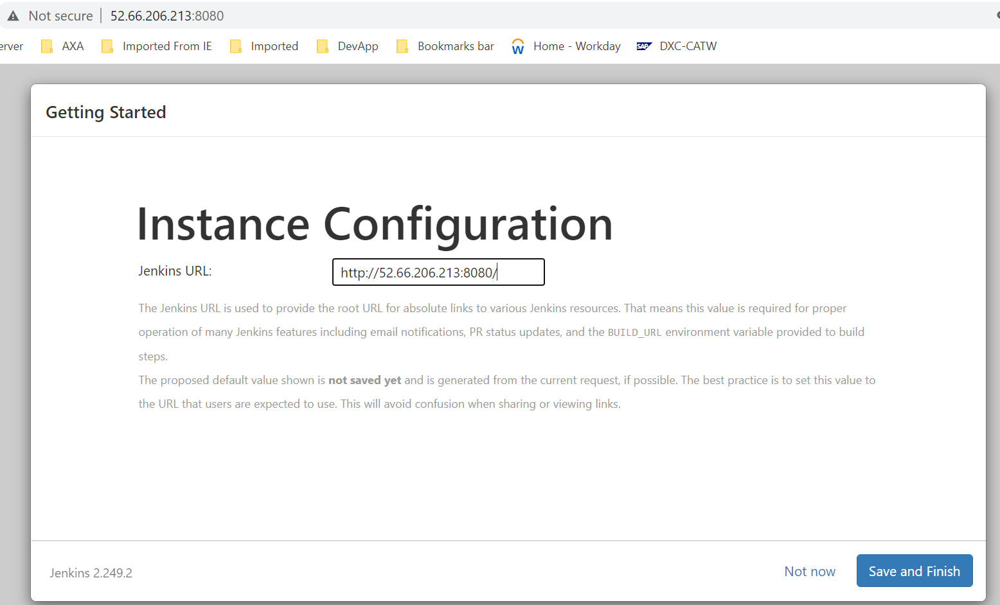 Not secure | 52.66.206.213:8080
erver AXA Imported From IE Imported DevApp Bookmarks bar W Home - Workday SAP DXC-CATW
Getting Started
Instance Configuration
Jenkins URL: http://52.66.206.213:8080/
The Jenkins URL is used to provide the root URL for absolute links to various Jenkins resources. That means this value is required for proper
operation of many Jenkins features including email notifications, PR status updates, and the BUILD_URL environment variable provided to build
steps.
The proposed default value shown is not saved yet and is generated from the current request, if possible. The best practice is to set this value to
the URL that users are expected to use. This will avoid confusion when sharing or viewing links.
Jenkins 2.249.2 Not now Save and Finish